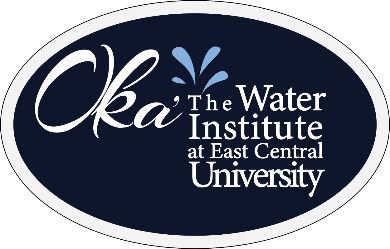 Oka'
The Water
Institute
at East Central
University